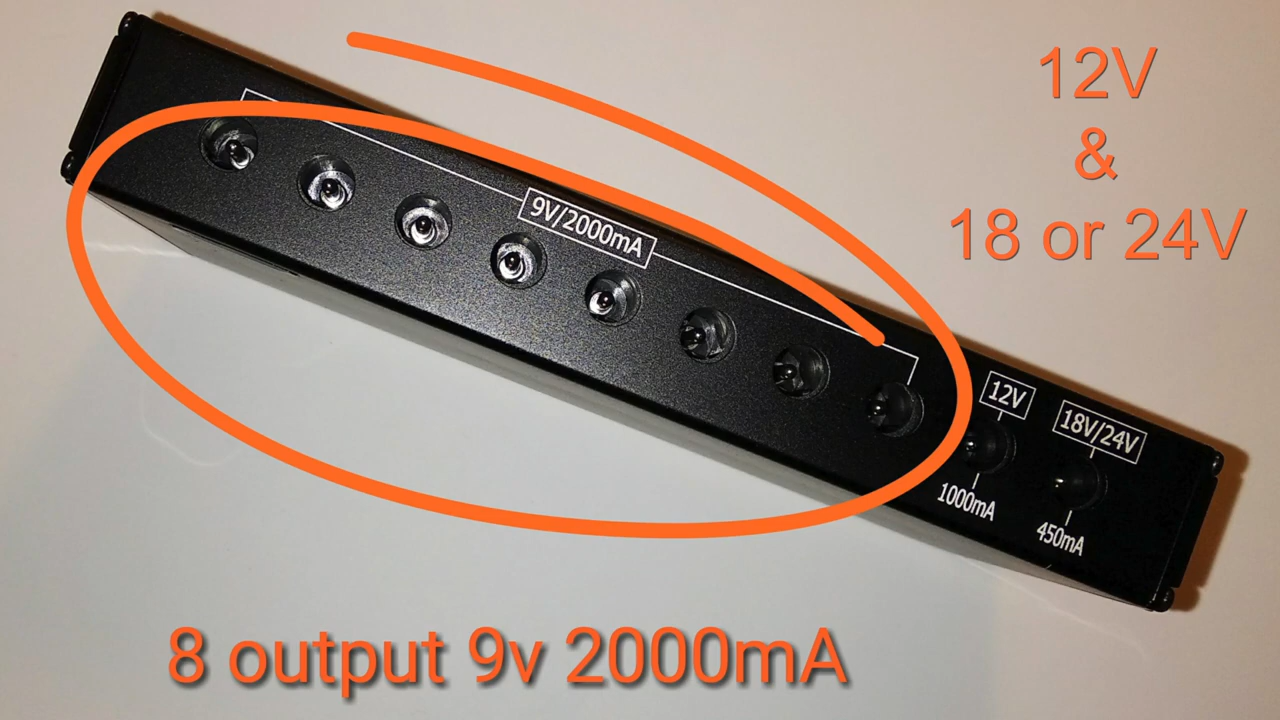 12V
&
18 or 24V
9V/2000mA
12V
18V/24V
1000mA
450mA
8 output 9v 2000mA